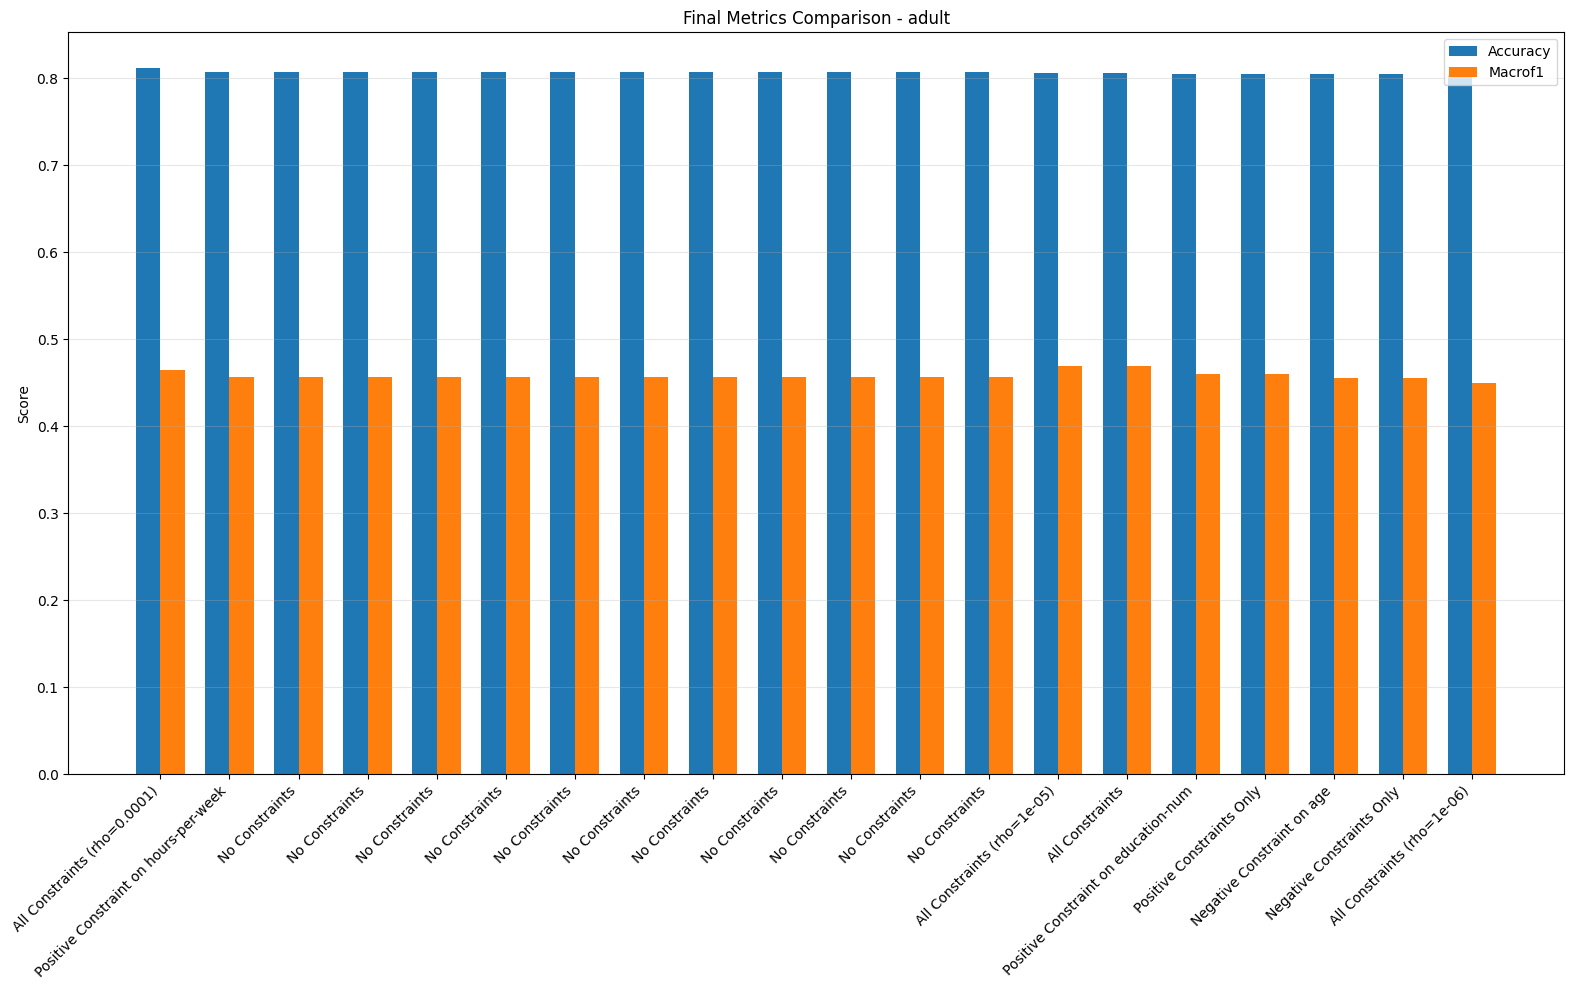 Final Metrics Comparison - adult
Accuracy
Macrof1
Score
0.8
0.7
0.6
0.5
0.4
0.3
0.2
0.1
0.0
All Constraints (rho=0.0001)
Positive Constraint on hours-per-week
No Constraints
No Constraints
No Constraints
No Constraints
No Constraints
No Constraints
No Constraints
No Constraints
No Constraints
No Constraints
No Constraints
All Constraints (rho=1e-05)
All Constraints
Positive Constraint on education-num
Positive Constraints Only
Negative Constraint on age
Negative Constraints Only
All Constraints (rho=1e-06)